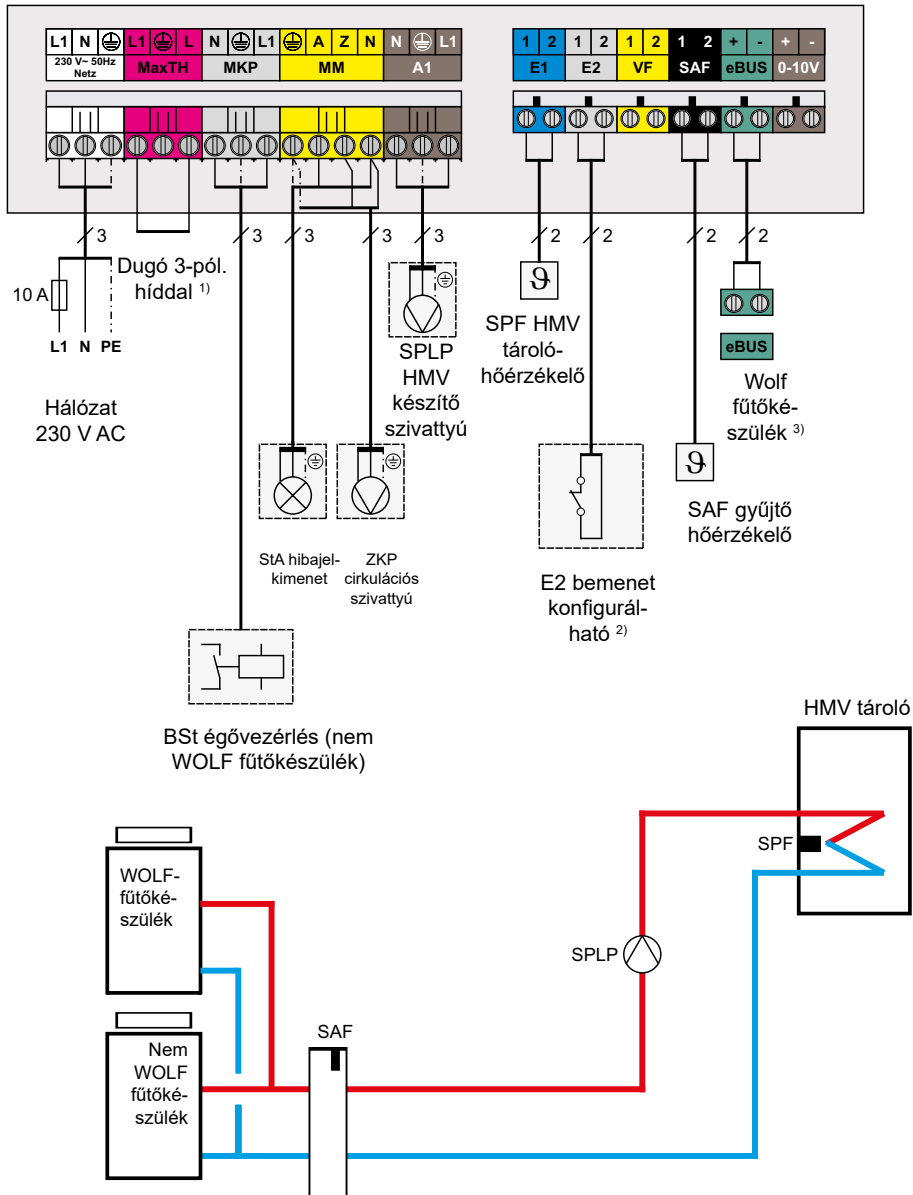 L1 N L1 L N L1 A Z N N L1
230 V~ 50Hz
Netz
MaxTH MKP MM A1
1 2 1 2 1 2 1 2 + - + -
E1 E2 VF SAF eBUS 0-10V
3 3 3 3 3 2 2 2 2
10 A
L1 N PE
Hálózat
230 V AC
Dugó 3-pól.
híddal 1)
SPLP
HMV
készítő
szivattyú
SPF HMV
tároló-
hőérzékelő
ϑ
eBUS
Wolf
fűtőké-
szülék 3)
ϑ
SAF gyűjtő
hőérzékelő
StA hibajel-
kimenet
ZKP
cirkulációs
szivattyú
E2 bemenet
konfigurál-
ható 2)
BSt égővezérlés (nem
WOLF fűtőkészülék)
HMV tároló
SPF
WOLF-
fűtőké-
szülék
SPLP
SAF
Nem
WOLF
fűtőké-
szülék